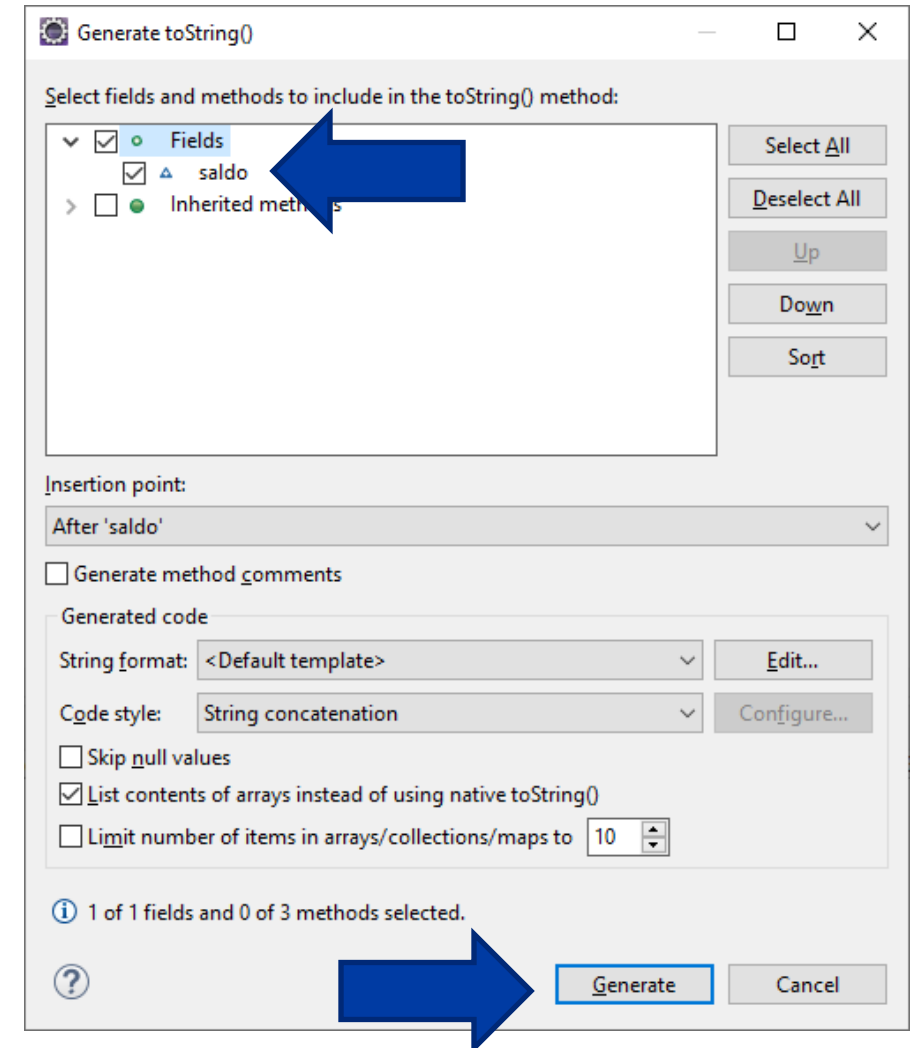 Generate toString()
Select fields and methods to include in the toString() method:
Fields
saldo
Inherited methods
Select All
Deselect All
Up
Down
Sort
Insertion point:
After 'saldo'
Generate method comments
Generated code
String format: <Default template> Edit...
Code style: String concatenation Configure...
Skip null values
List contents of arrays instead of using native toString()
Limit number of items in arrays/collections/maps to 10
1 of 1 fields and 0 of 3 methods selected.
Generate Cancel